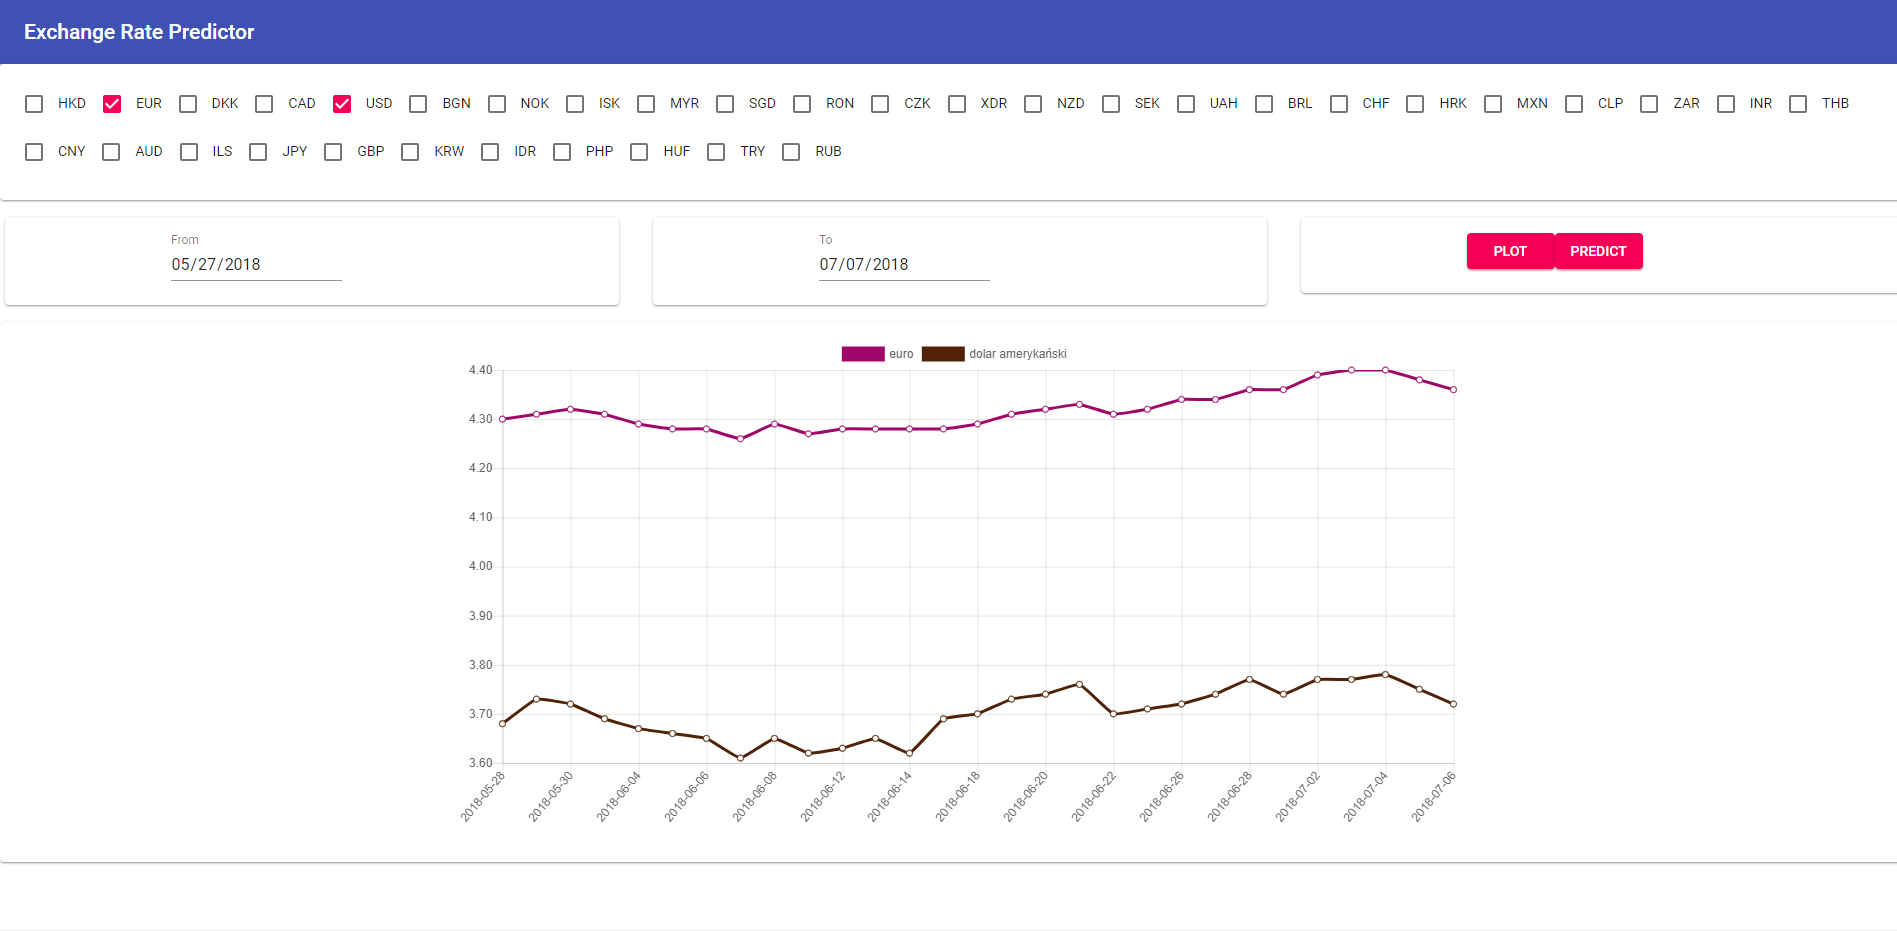 Exchange Rate Predictor
HKD EUR DKK CAD USD BGN NOK ISK MYR SGD RON CZK XDR NZD SEK UAH BRL CHF HRK MXN CLP ZAR INR THB
CNY AUD ILS JPY GBP KRW IDR PHP HUF TRY RUB
From
05/27/2018
To
07/07/2018
PLOT PREDICT
euro dolar amerykański
4.40
4.30
4.20
4.10
4.00
3.90
3.80
3.70
3.60
2018-05-28 2018-05-30 2018-06-04 2018-06-06 2018-06-08 2018-06-12 2018-06-14 2018-06-18 2018-06-20 2018-06-22 2018-06-26 2018-06-28 2018-07-02 2018-07-04 2018-07-06